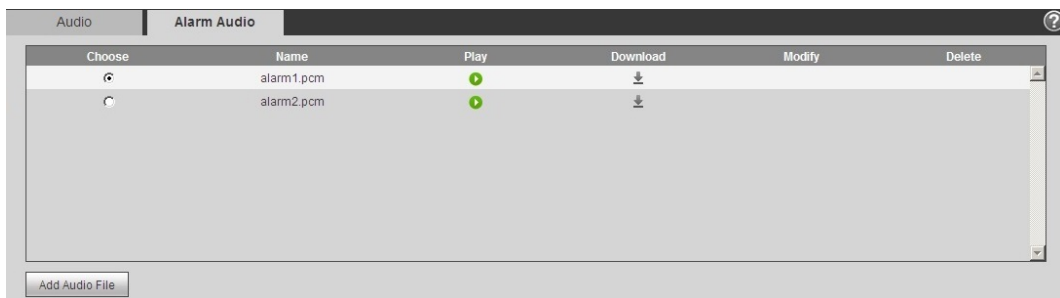 Audio Alarm Audio ?
Choose Name Play Download Modify Delete
alarm1.pcm
alarm2.pcm
Add Audio File